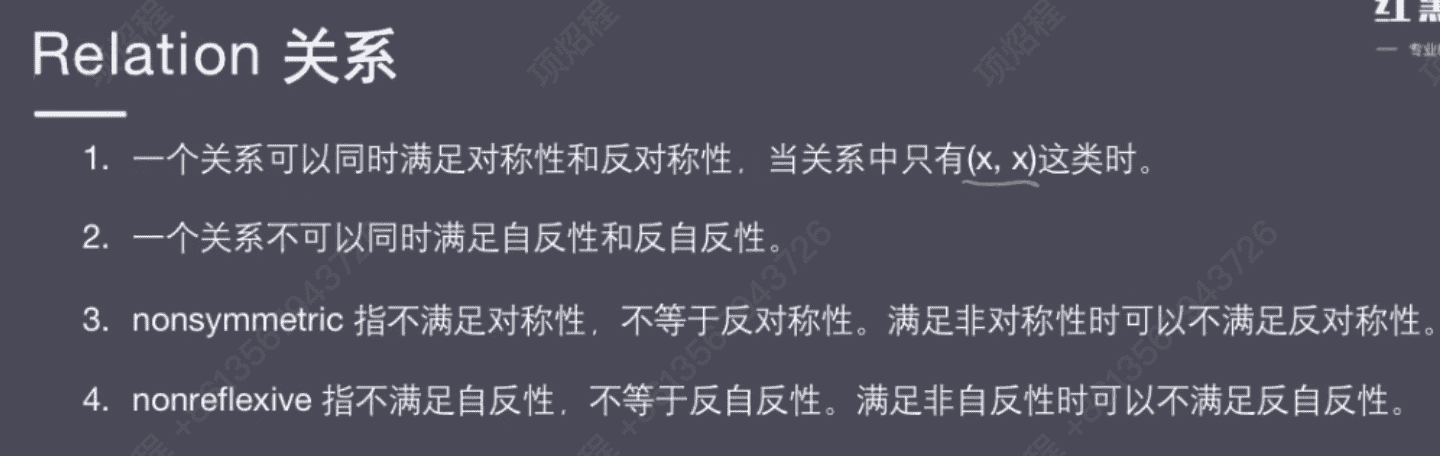 Relation 关系
1. 一个关系可以同时满足对称性和反对称性，当关系中只有(x, x)这类时。
2. 一个关系不可以同时满足自反性和反自反性。
3. nonsymmetric 指不满足对称性，不等于反对称性。满足非对称性时可以不满足反对称性。
4. nonreflexive 指不满足自反性，不等于反自反性。满足非自反性时可以不满足反自反性。
项焰程
项焰程